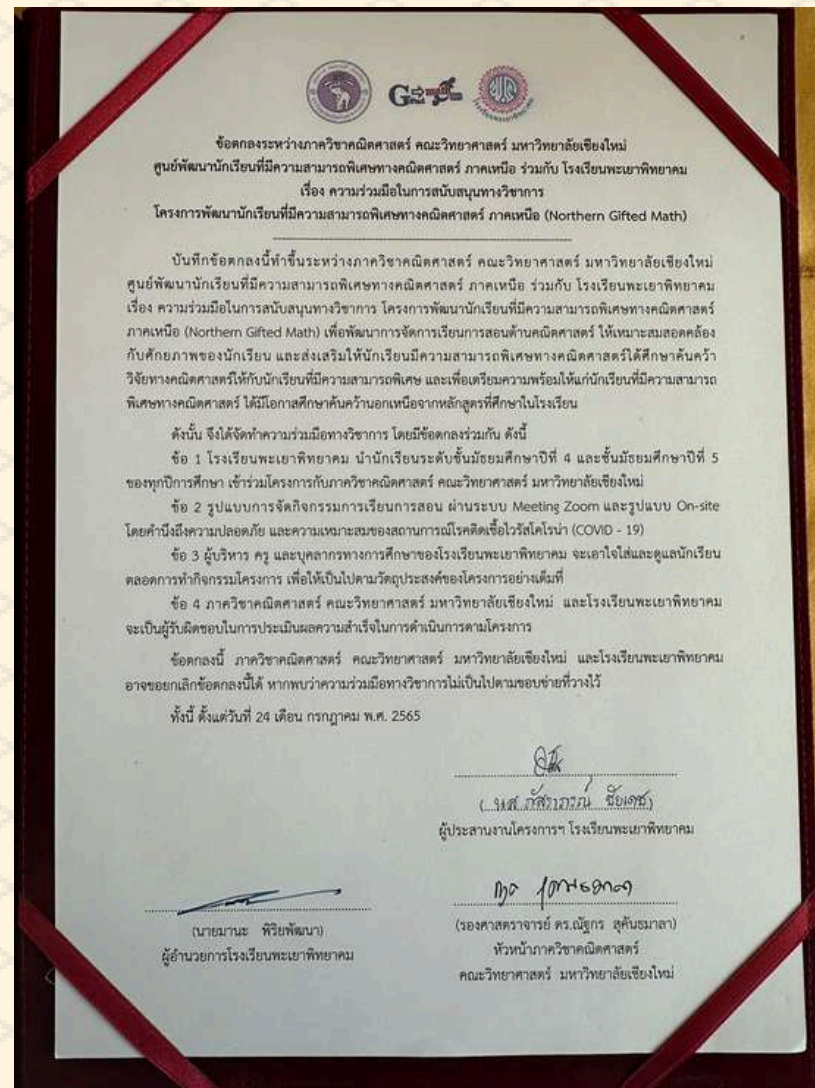 ข้อตกลงระหว่างภาควิชาคณิตศาสตร์ คณะวิทยาศาสตร์ มหาวิทยาลัยเชียงใหม่
ศูนย์พัฒนานักเรียนที่มีความสามารถพิเศษทางคณิตศาสตร์ ภาคเหนือ ร่วมกับ โรงเรียนพะเยาพิทยาคม
เรื่อง ความร่วมมือในการสนับสนุนทางวิชาการ
โครงการพัฒนานักเรียนที่มีความสามารถพิเศษทางคณิตศาสตร์ ภาคเหนือ (Northern Gifted Math)
บันทึกข้อตกลงนี้ทำขึ้นระหว่างภาควิชาคณิตศาสตร์ คณะวิทยาศาสตร์ มหาวิทยาลัยเชียงใหม่
ศูนย์พัฒนานักเรียนที่มีความสามารถพิเศษทางคณิตศาสตร์ ภาคเหนือ ร่วมกับ โรงเรียนพะเยาพิทยาคม
เรื่อง ความร่วมมือในการสนับสนุนทางวิชาการ โครงการพัฒนานักเรียนที่มีความสามารถพิเศษทางคณิตศาสตร์
ภาคเหนือ (Northern Gifted Math) เพื่อพัฒนาการจัดการเรียนการสอนด้านคณิตศาสตร์ ให้เหมาะสมสอดคล้อง
กับศักยภาพของนักเรียน และส่งเสริมให้นักเรียนมีความสามารถพิเศษทางคณิตศาสตร์ได้ศึกษาค้นคว้า
วิจัยทางคณิตศาสตร์ให้กับนักเรียนที่มีความสามารถพิเศษ และเพื่อเตรียมความพร้อมให้แก่นักเรียนที่มีความสามารถ
พิเศษทางคณิตศาสตร์ ได้มีโอกาสศึกษาค้นคว้านอกเหนือจากหลักสูตรที่ศึกษาในโรงเรียน
ดังนั้น จึงได้จัดทำความร่วมมือทางวิชาการ โดยมีข้อตกลงร่วมกัน ดังนี้
ข้อ 1 โรงเรียนพะเยาพิทยาคม นำนักเรียนระดับชั้นมัธยมศึกษาปีที่ 4 และชั้นมัธยมศึกษาปีที่ 5
ของทุกปีการศึกษา เข้าร่วมโครงการกับภาควิชาคณิตศาสตร์ คณะวิทยาศาสตร์ มหาวิทยาลัยเชียงใหม่
ข้อ 2 รูปแบบการจัดกิจกรรมการเรียนการสอน ผ่านระบบ Meeting Zoom และรูปแบบ On-site
โดยคำนึงถึงความปลอดภัย และความเหมาะสมของสถานการณ์โรคติดเชื้อไวรัสโคโรน่า (COVID - 19)
ข้อ 3 ผู้บริหาร ครู และบุคลากรทางการศึกษาของโรงเรียนพะเยาพิทยาคม จะเอาใจใส่และดูแลนักเรียน
ตลอดการทำกิจกรรมโครงการ เพื่อให้เป็นไปตามวัตถุประสงค์ของโครงการอย่างเต็มที่
ข้อ 4 ภาควิชาคณิตศาสตร์ คณะวิทยาศาสตร์ มหาวิทยาลัยเชียงใหม่ และโรงเรียนพะเยาพิทยาคม
จะเป็นผู้รับผิดชอบในการประเมินผลความสำเร็จในการดำเนินการตามโครงการ
ข้อตกลงนี้ ภาควิชาคณิตศาสตร์ คณะวิทยาศาสตร์ มหาวิทยาลัยเชียงใหม่ และโรงเรียนพะเยาพิทยาคม
อาจขอยกเลิกข้อตกลงนี้ได้ หากพบว่าความร่วมมือทางวิชาการไม่เป็นไปตามขอบข่ายที่วางไว้
ทั้งนี้ ตั้งแต่วันที่ 24 เดือน กรกฎาคม พ.ศ. 2565
ผู้ประสานงานโครงการฯ โรงเรียนพะเยาพิทยาคม
(นายมานะ พิริยพัฒนา)
ผู้อำนวยการโรงเรียนพะเยาพิทยาคม
(รองศาสตราจารย์ ดร.ณัฐกร สุคันธมาลา)
หัวหน้าภาควิชาคณิตศาสตร์
คณะวิทยาศาสตร์ มหาวิทยาลัยเชียงใหม่